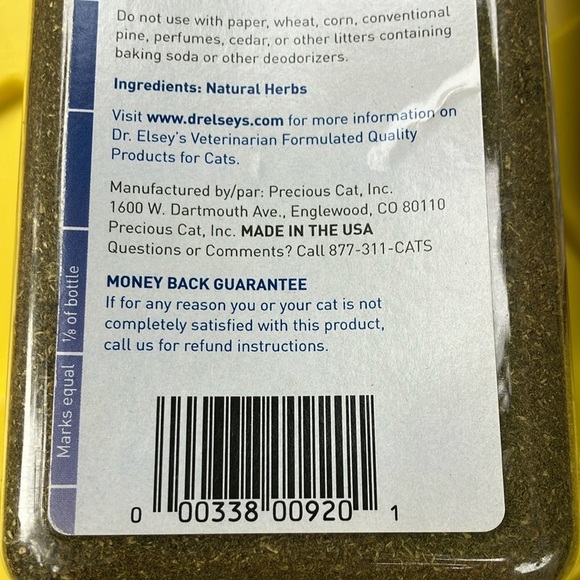 Do not use with paper, wheat, corn, conventional
pine, perfumes, cedar, or other litters containing
baking soda or other deodorizers.
Ingredients: Natural Herbs
Visit www.drelseys.com for more information on
Dr. Elsey's Veterinarian Formulated Quality
Products for Cats.
Manufactured by/par: Precious Cat, Inc.
1600 W. Dartmouth Ave., Englewood, CO 80110
Precious Cat, Inc. MADE IN THE USA
Questions or Comments? Call 877-311-CATS
MONEY BACK GUARANTEE
If for any reason you or your cat is not
completely satisfied with this product,
call us for refund instructions.
Marks equal 1/8 of bottle
0 00338 00920 1